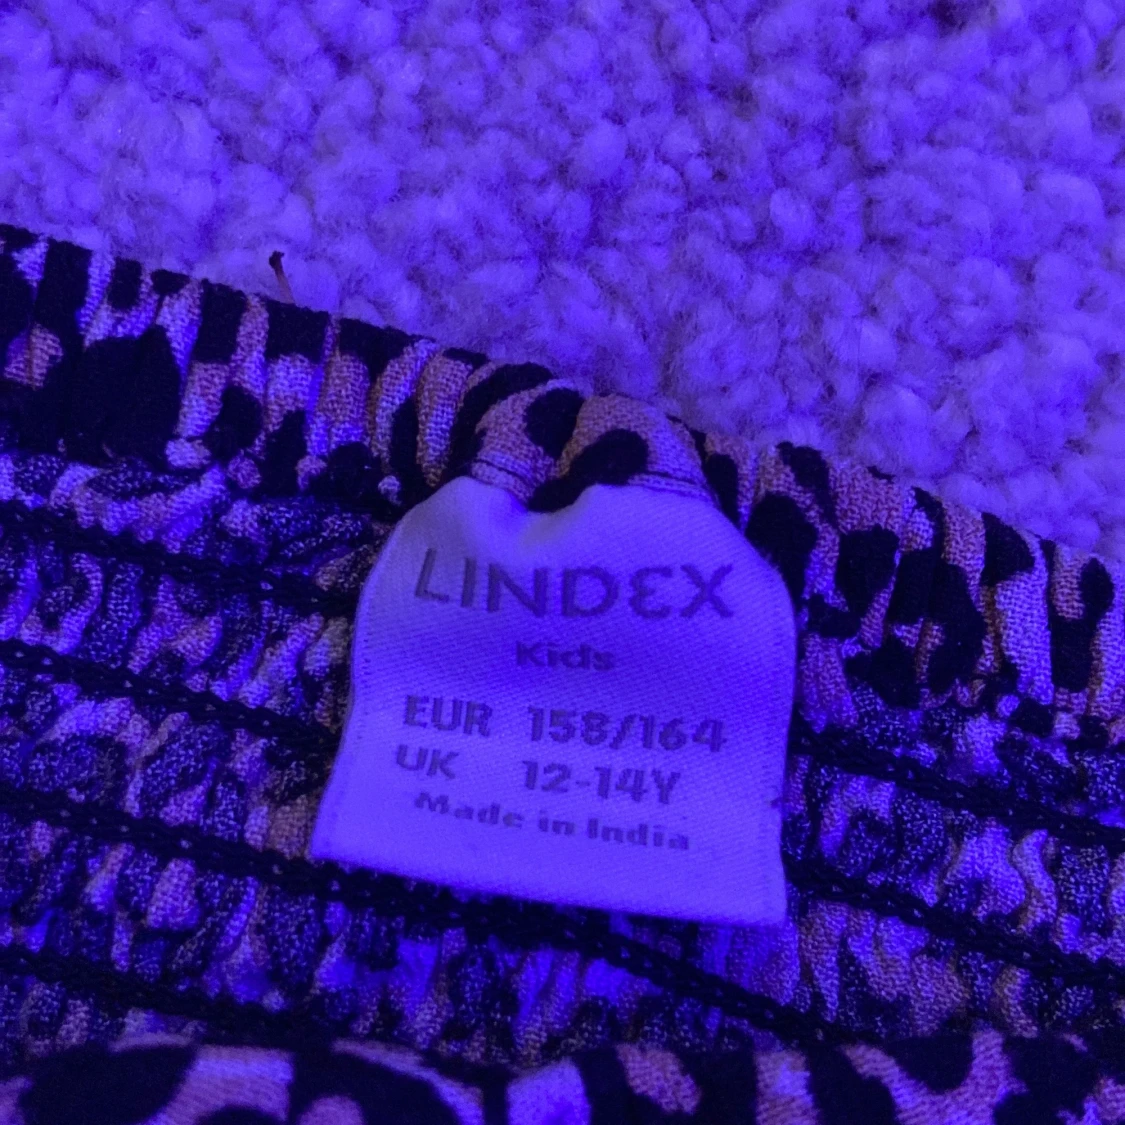 LINDEX
Kids
EUR 158/164
UK 12-14Y
Made in India